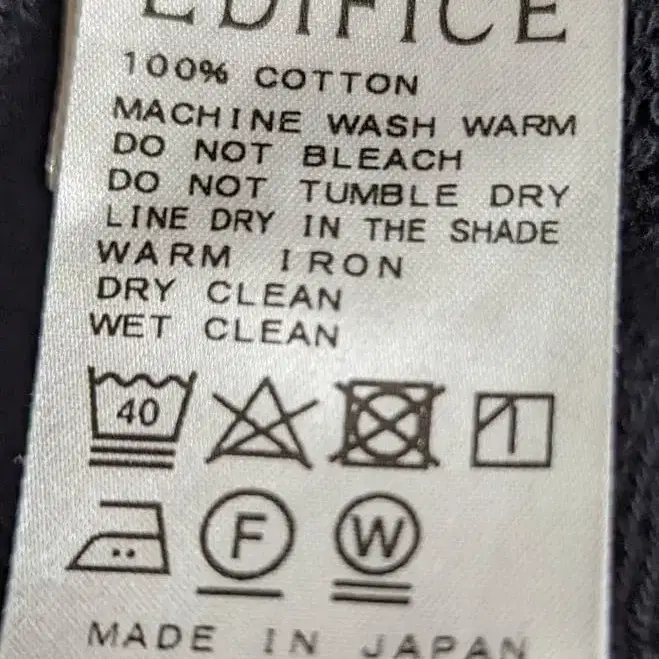 EDIFICE
100% COTTON
MACHINE WASH WARM
DO NOT BLEACH
DO NOT TUMBLE DRY
LINE DRY IN THE SHADE
WARM IRON
DRY CLEAN
WET CLEAN
40
F W
MADE IN JAPAN